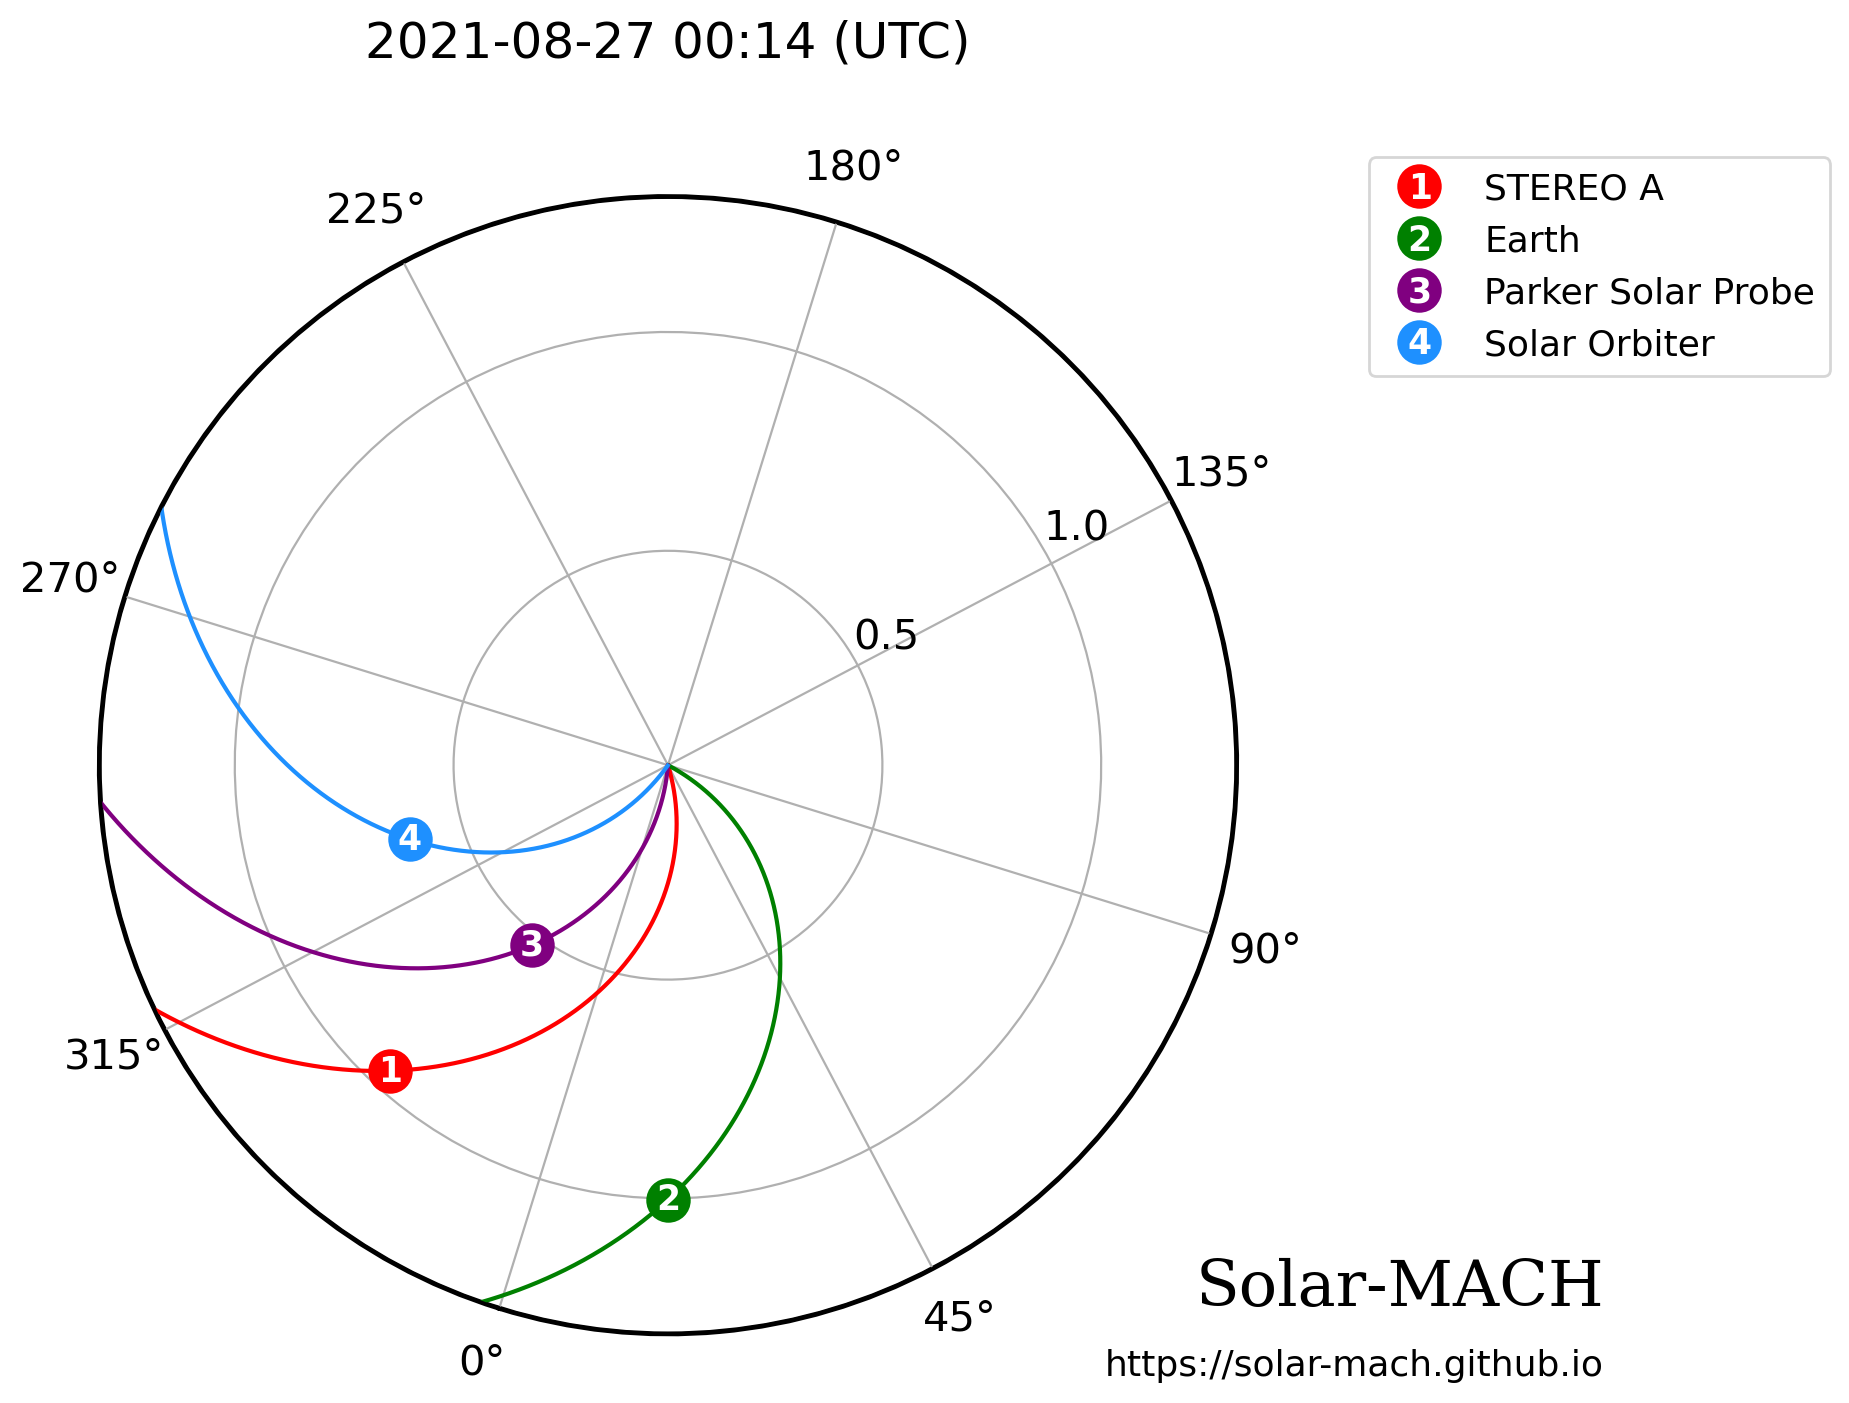 2021-08-27 00:14 (UTC)
180°
225°
1 STEREO A
2 Earth
3 Parker Solar Probe
4 Solar Orbiter
135°
1.0
270°
0.5
4
3
90°
315°
1
2
Solar-MACH
45°
0°
https://solar-mach.github.io